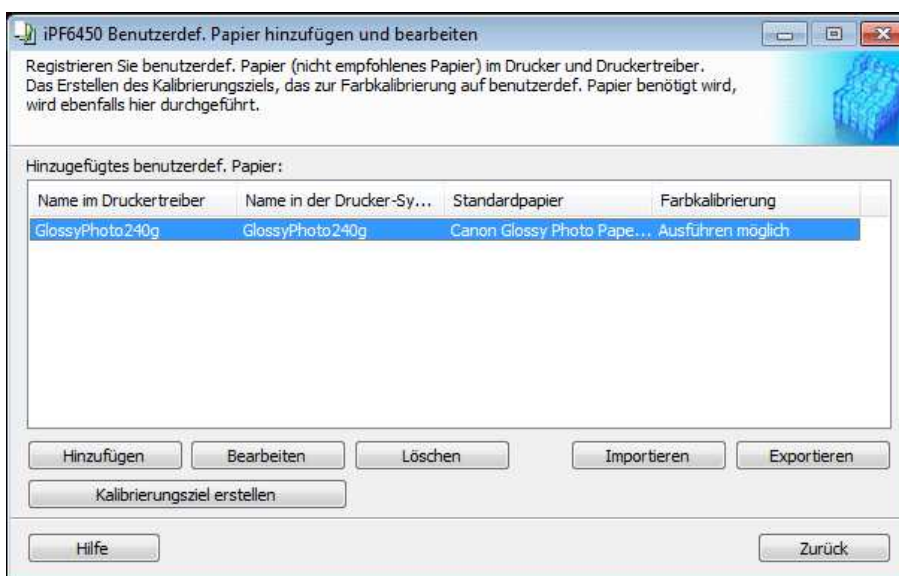 iPF6450 Benutzerdef. Papier hinzufügen und bearbeiten
Registrieren Sie benutzerdef. Papier (nicht empfohlenes Papier) im Drucker und Druckertreiber.
Das Erstellen des Kalibrierungsziels, das zur Farbkalibrierung auf benutzerdef. Papier benötigt wird,
wird ebenfalls hier durchgeführt.
Hinzugefügtes benutzerdef. Papier:
Name im Druckertreiber Name in der Drucker-Sy... Standardpapier Farbkalibrierung
GlossyPhoto240g GlossyPhoto240g Canon Glossy Photo Pape... Ausführen möglich
Hinzufügen Bearbeiten Löschen Importieren Exportieren
Kalibrierungsziel erstellen
Hilfe Zurück